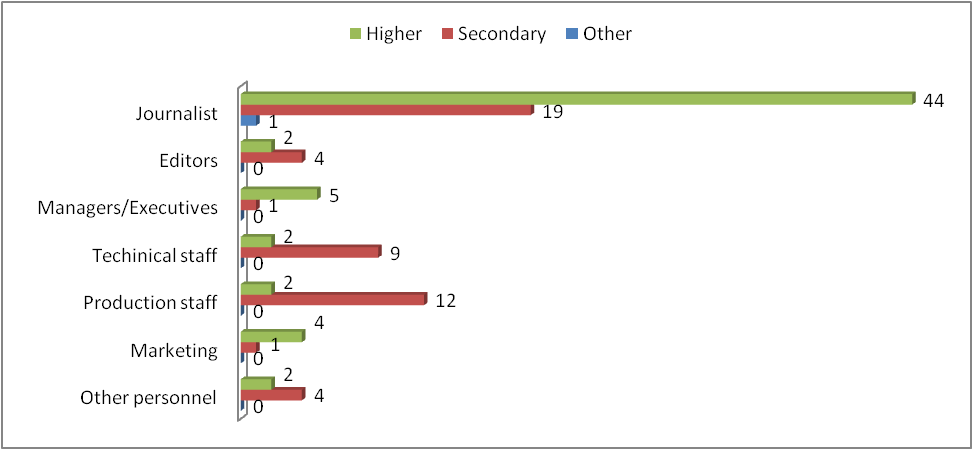 Higher Secondary Other
Journalist 44
19
1
Editors 2
4
0
Managers/Executives 5
1
0
Techinical staff 2
9
0
Production staff 2
12
0
Marketing 4
1
0
Other personnel 2
4
0